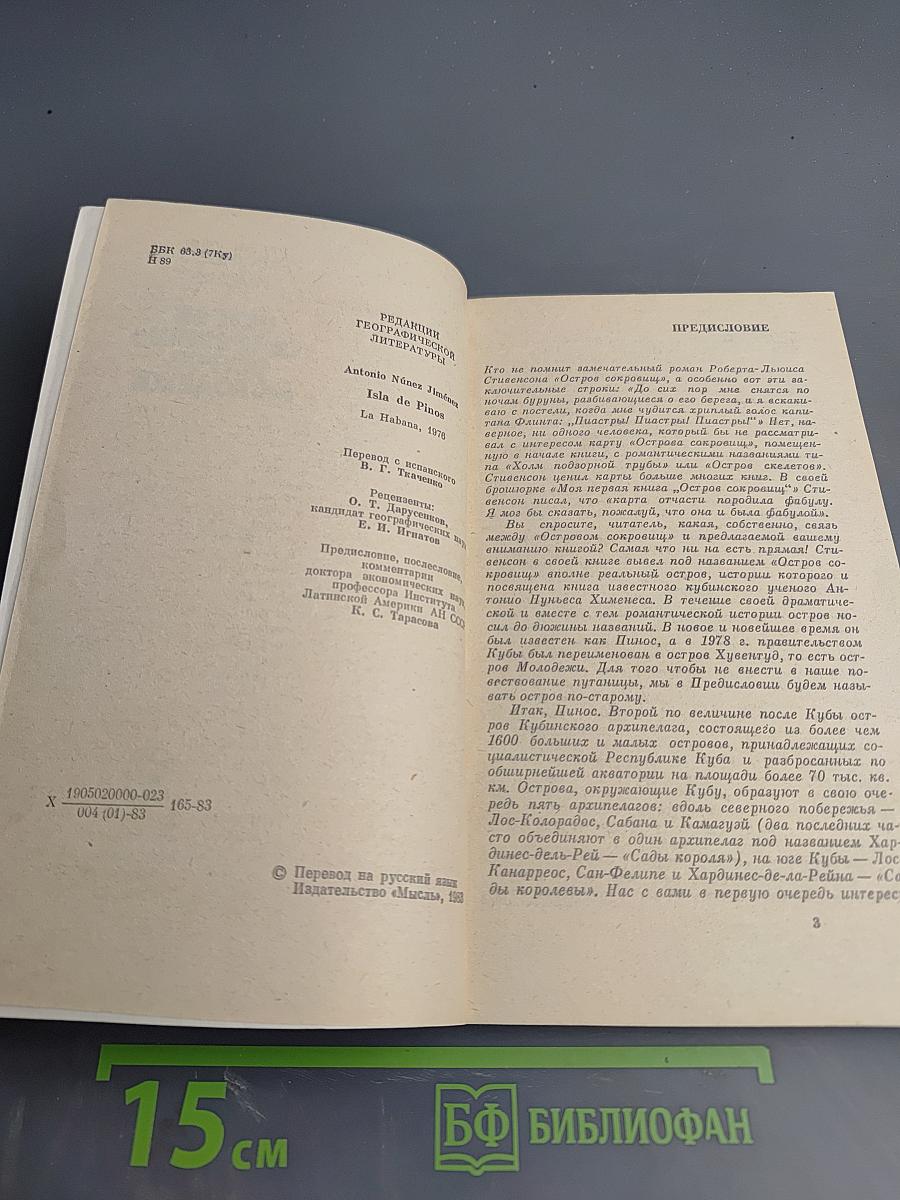 ББК 63.3 (7Ку)
Н 89
РЕДАКЦИИ
ГЕОГРАФИЧЕСКОЙ
ЛИТЕРАТУРЫ
Antonio Núnez Jiménez
Isla de Pinos
La Habana, 1976
Перевод с испанского
В. Г. Ткаченко
Рецензенты:
О. Т. Дарусенков,
кандидат географических наук
Е. И. Игнатов
Предисловие, послесловие,
комментарии
доктора экономических наук,
профессора Института
Латинской Америки АН СССР
К. С. Тарасова
Х 1905020000-023 165-83
004 (01)-83
© Перевод на русский язык
Издательство «Мысль», 1983
ПРЕДИСЛОВИЕ
Кто не помнит замечательный роман Роберта-Льюиса
Стивенсона «Остров сокровищ», а особенно вот эти за-
ключительные строки: «До сих пор мне снятся по
ночам буруны, разбивающиеся о его берега, и я вскаки-
ваю с постели, когда мне чудится хриплый голос капи-
тана Флинта: „Пиастры! Пиастры! Пиастры!“» Нет, на-
верное, ни одного человека, который бы не рассматри-
вал с интересом карту «Острова сокровищ», помещен-
ную в начале книги, с романтическими названиями ти-
па «Холм подзорной трубы» или «Остров скелетов».
Стивенсон ценил карты больше многих книг. В своей
брошюрке «Моя первая книга „Остров сокровищ“» Сти-
венсон писал, что «карта отчасти породила фабулу.
Я мог бы сказать, пожалуй, что она и была фабулой».
Вы спросите, читатель, какая, собственно, связь
между «Островом сокровищ» и предлагаемой вашему
вниманию книгой? Самая что ни на есть прямая! Сти-
венсон в своей книге вывел под названием «Остров со-
кровищ» вполне реальный остров, истории которого и
посвящена книга известного кубинского ученого Ан-
тонио Нуньеса Хименеса. В течение своей драматиче-
ской и вместе с тем романтической истории остров но-
сил до дюжины названий. В новое и новейшее время он
был известен как Пинос, а в 1978 г. правительством
Кубы был переименован в остров Хувентуд, то есть ост-
ров Молодежи. Для того чтобы не внести в наше по-
вествование путаницы, мы в Предисловии будем назы-
вать остров по-старому.
Итак, Пинос. Второй по величине после Кубы ост-
ров Кубинского архипелага, состоящего из более чем
1600 больших и малых островов, принадлежащих со-
циалистической Республике Куба и разбросанных по
обширнейшей акватории на площади более 70 тыс. кв.
км. Острова, окружающие Кубу, образуют в свою оче-
редь пять архипелагов: вдоль северного побережья —
Лос-Колорадос, Сабана и Камагуэй (два последних ча-
сто объединяют в один архипелаг под названием Хар-
динес-дель-Рей — «Сады короля»), на юге Кубы — Лос-
Канарреос, Сан-Фелипе и Хардинес-де-ла-Рейна — «Са-
ды королевы». Нас с вами в первую очередь интересу
3
15 см
БФ БИБЛИОФАН